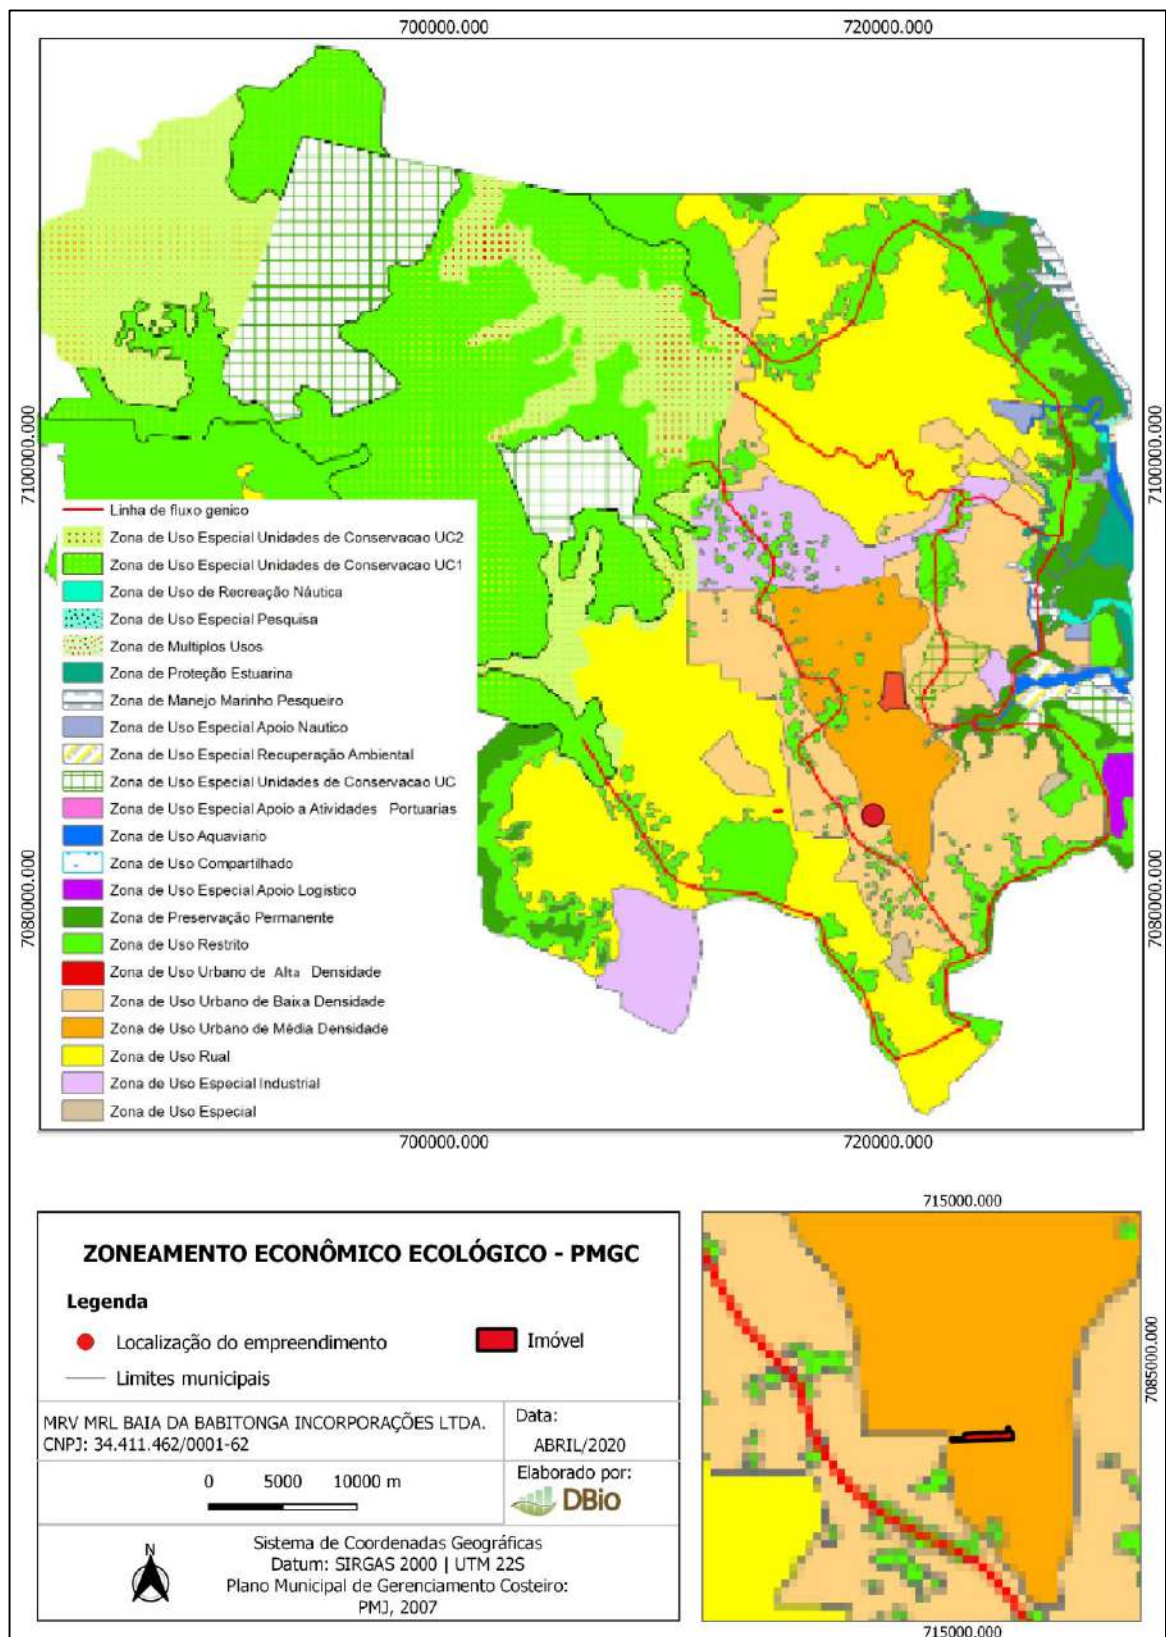 700000.000
720000.000
7100000.000
7100000.000
Linha de fluxo genico
Zona de Uso Especial Unidades de Conservacao UC2
Zona de Uso Especial Unidades de Conservacao UC1
Zona de Uso de Recreação Náutica
Zona de Uso Especial Pesquisa
Zona de Multiplos Usos
Zona de Proteção Estuarina
Zona de Manejo Marinho Pesqueiro
Zona de Uso Especial Apoio Nautico
Zona de Uso Especial Recuperação Ambiental
Zona de Uso Especial Unidades de Conservacao UC
Zona de Uso Especial Apoio a Atividades Portuarias
Zona de Uso Aquaviario
Zona de Uso Compartilhado
Zona de Uso Especial Apoio Logistico
Zona de Preservação Permanente
Zona de Uso Restrito
Zona de Uso Urbano de Alta Densidade
Zona de Uso Urbano de Baixa Densidade
Zona de Uso Urbano de Média Densidade
Zona de Uso Rual
Zona de Uso Especial Industrial
Zona de Uso Especial
7080000.000
7080000.000
700000.000
720000.000
ZONEAMENTO ECONÔMICO ECOLÓGICO - PMGC
Legenda
Localização do empreendimento
Imóvel
Limites municipais
MRV MRL BAIA DA BABITONGA INCORPORAÇÕES LTDA.
CNPJ: 34.411.462/0001-62
Data:
ABRIL/2020
0 5000 10000 m
Elaborado por:
DBio
N
Sistema de Coordenadas Geográficas
Datum: SIRGAS 2000 | UTM 22S
Plano Municipal de Gerenciamento Costeiro:
PMJ, 2007
715000.000
7085000.000
715000.000